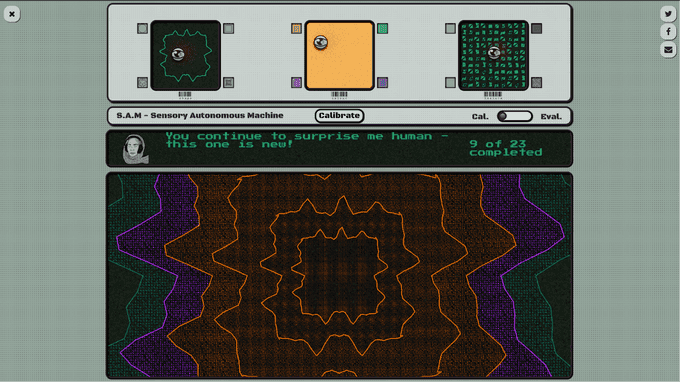 S.A.M - Sensory Autonomous Machine
Calibrate
Cal.
Eval.
You continue to surprise me human -
this one is new!
9 of 23
completed